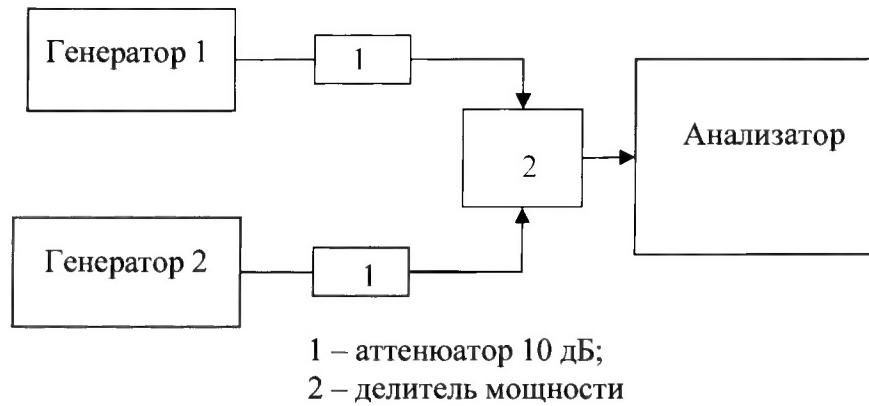 Генератор 1
1
Анализатор
2
Генератор 2
1
1 – аттенюатор 10 дБ;
2 – делитель мощности